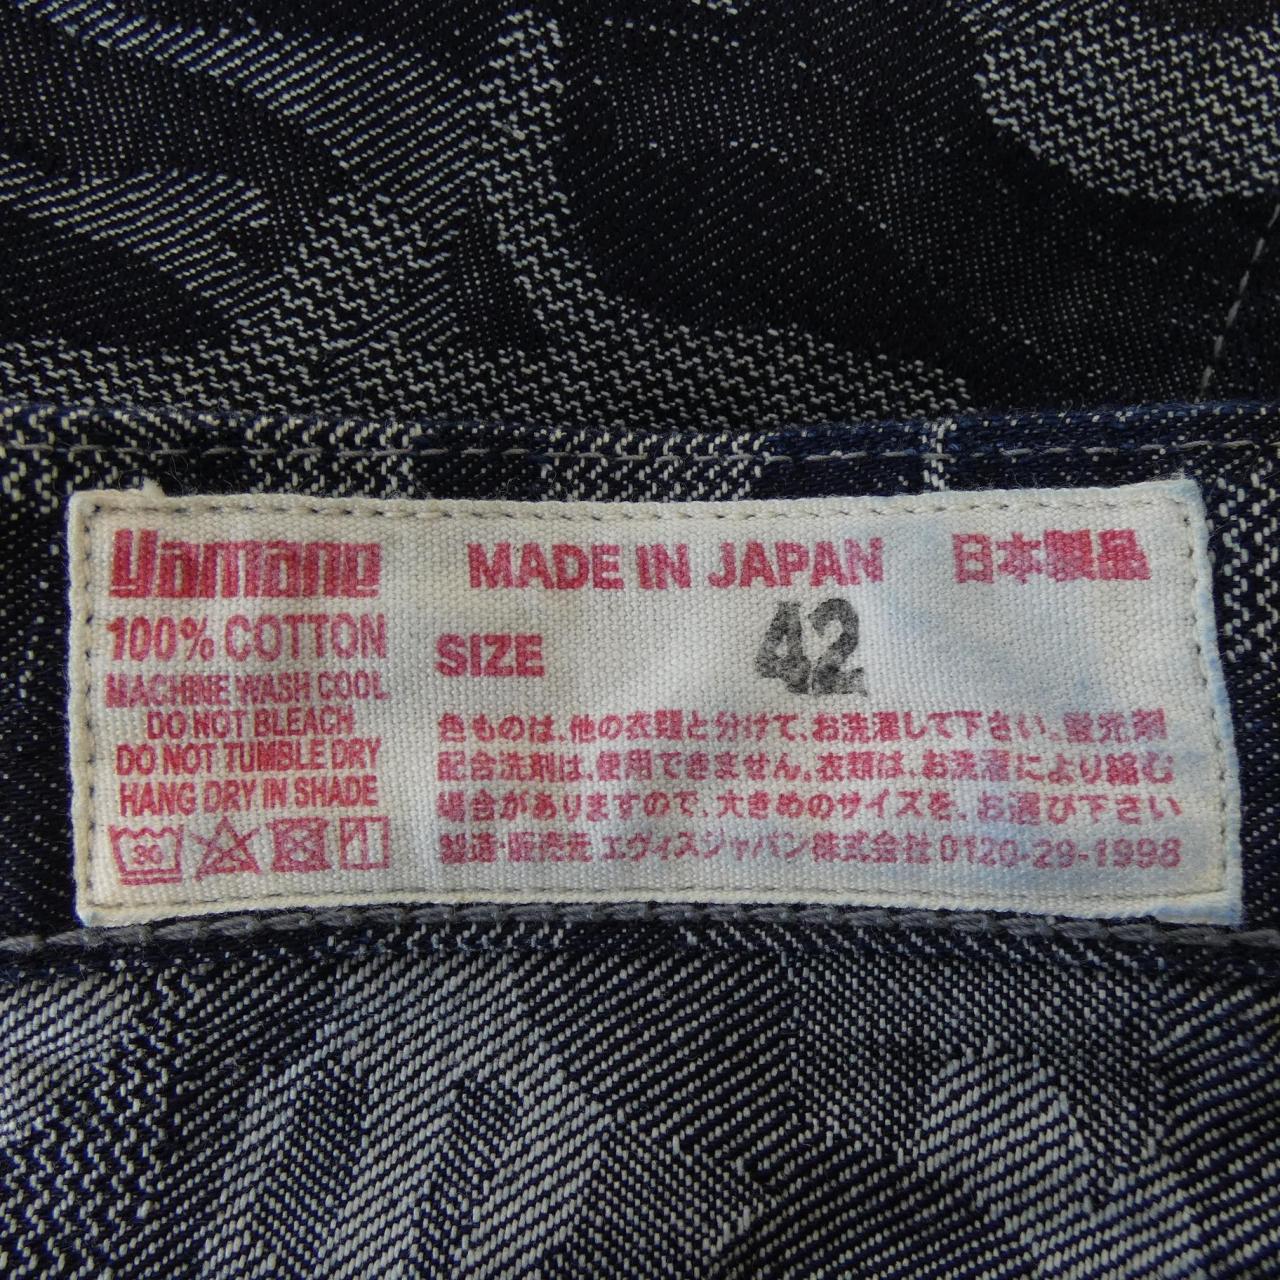 Yamane
100% COTTON
MACHINE WASH COOL
DO NOT BLEACH
DO NOT TUMBLE DRY
HANG DRY IN SHADE
30
MADE IN JAPAN 日本製品
SIZE 42
色ものは、他の衣類と分けて、お洗濯して下さい。蛍光剤
配合洗剤は、使用できません。衣類は、お洗濯により縮む
場合がありますので、大きめのサイズを、お選び下さい
製造・販売元 エヴィスジャパン株式会社 0120-29-1998